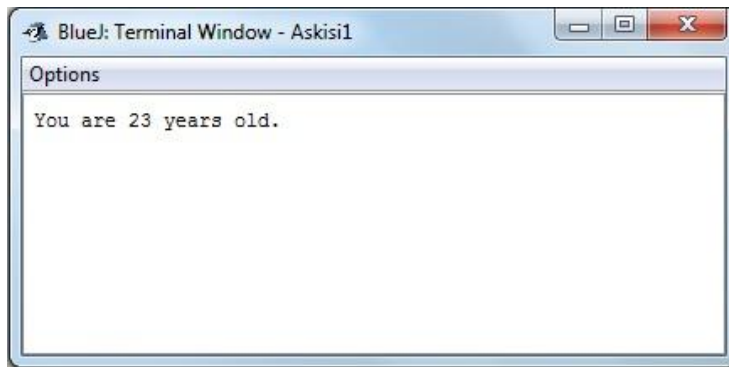 BlueJ: Terminal Window - Askisi1
Options
You are 23 years old.